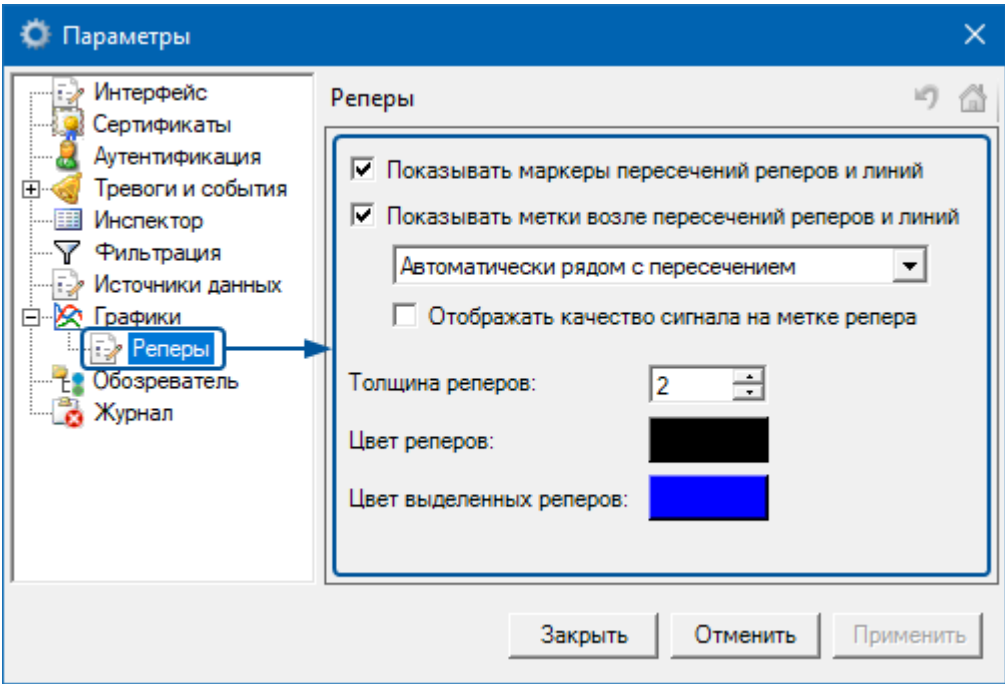 Параметры
Интерфейс
Сертификаты
Аутентификация
Тревоги и события
Инспектор
Фильтрация
Источники данных
Графики
Реперы
Обозреватель
Журнал
Реперы
Показывать маркеры пересечений реперов и линий
Показывать метки возле пересечений реперов и линий
Автоматически рядом с пересечением
Отображать качество сигнала на метке репера
Толщина реперов: 2
Цвет реперов:
Цвет выделенных реперов:
Закрыть Отменить Применить